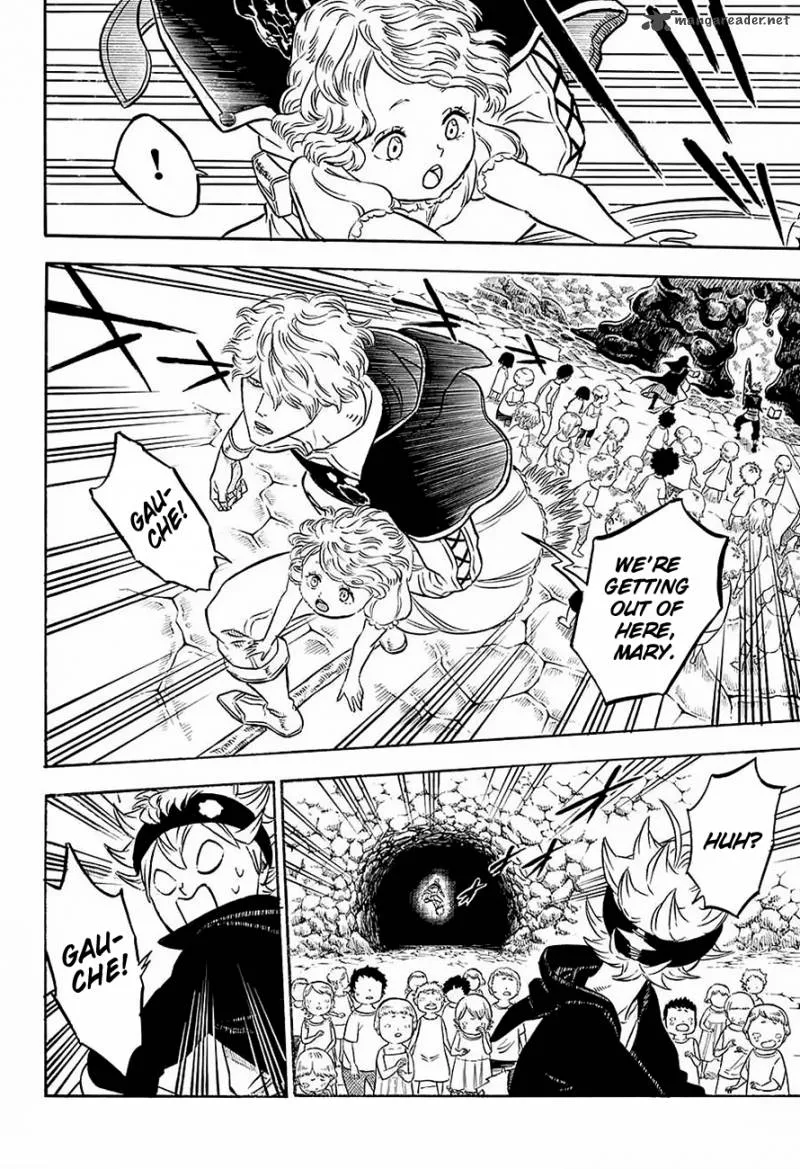 mangareader.net
!
WE'RE
GETTING
OUT OF
HERE,
MARY.
GAU-
CHE!
HUH?
GAU-
CHE!